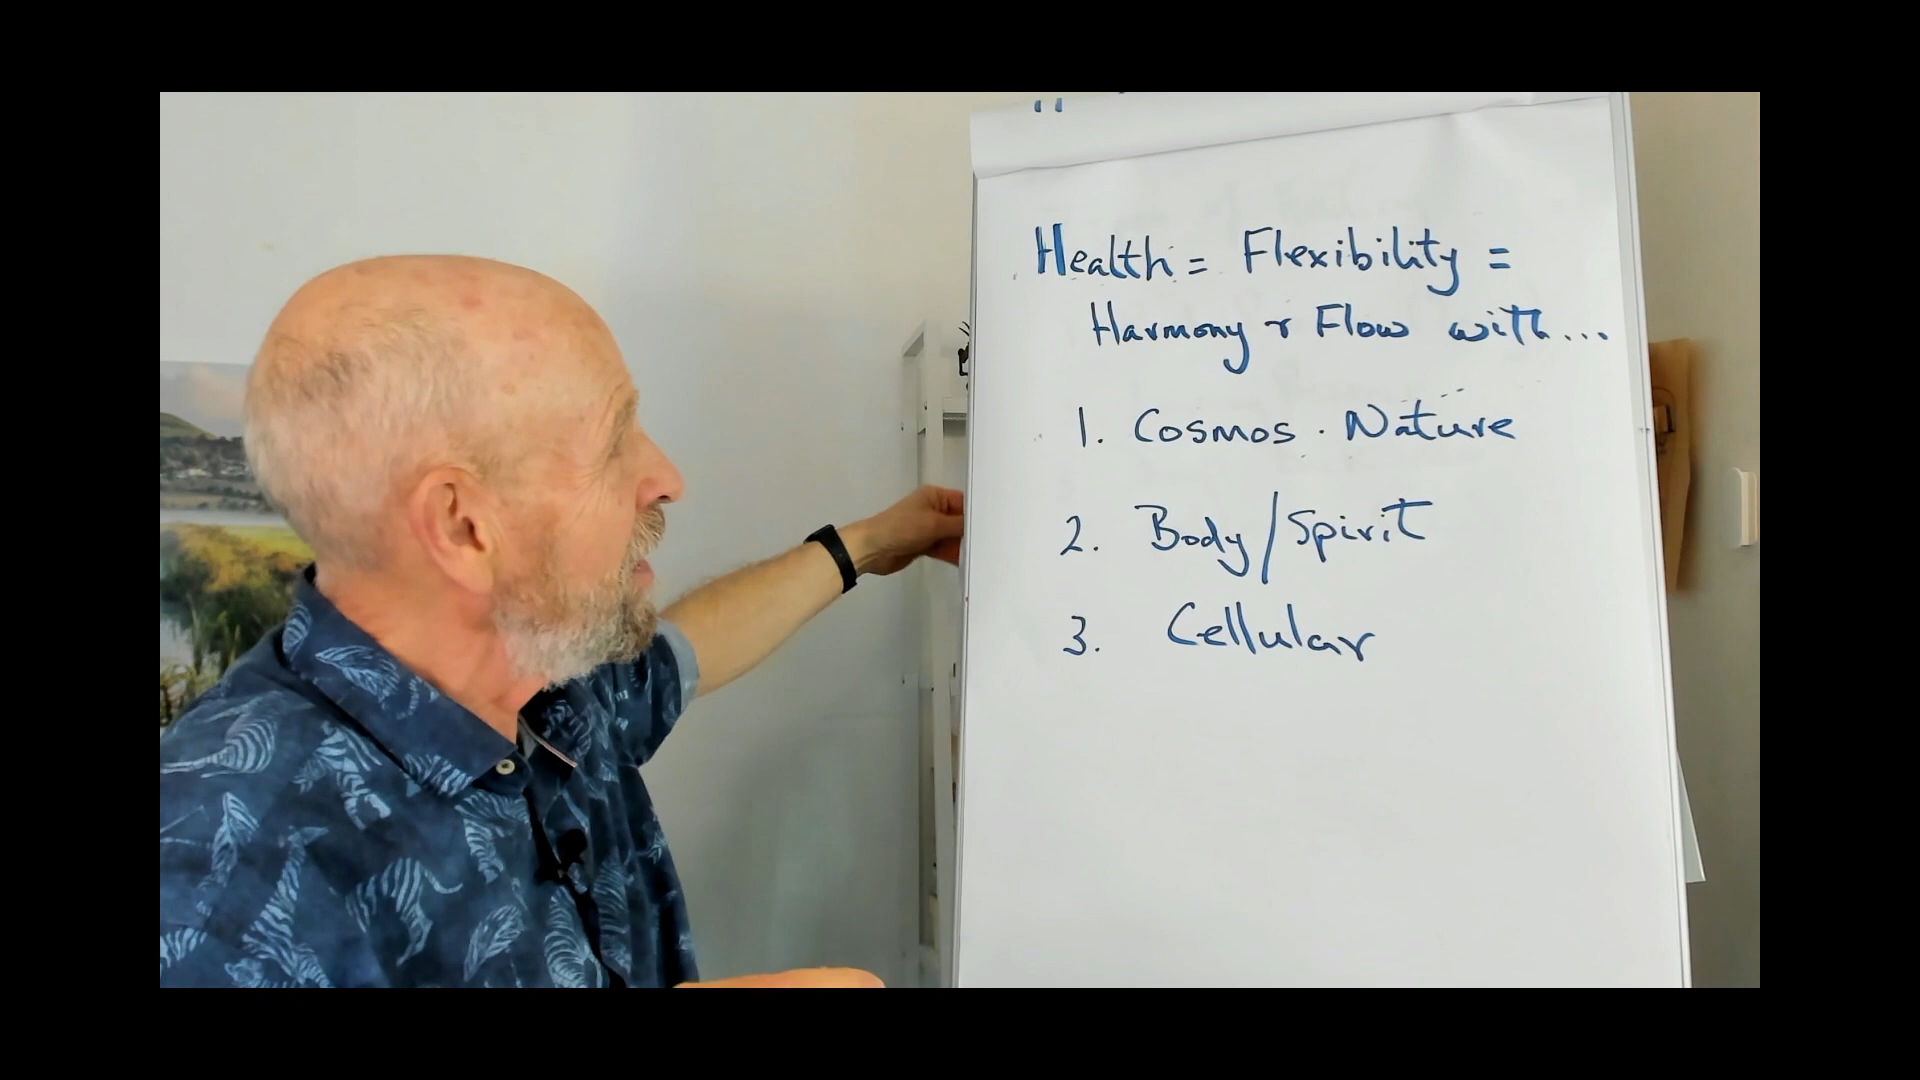 Health = Flexibility =
Harmony & Flow with...
1. Cosmos · Nature
2. Body/Spirit
3. Cellular